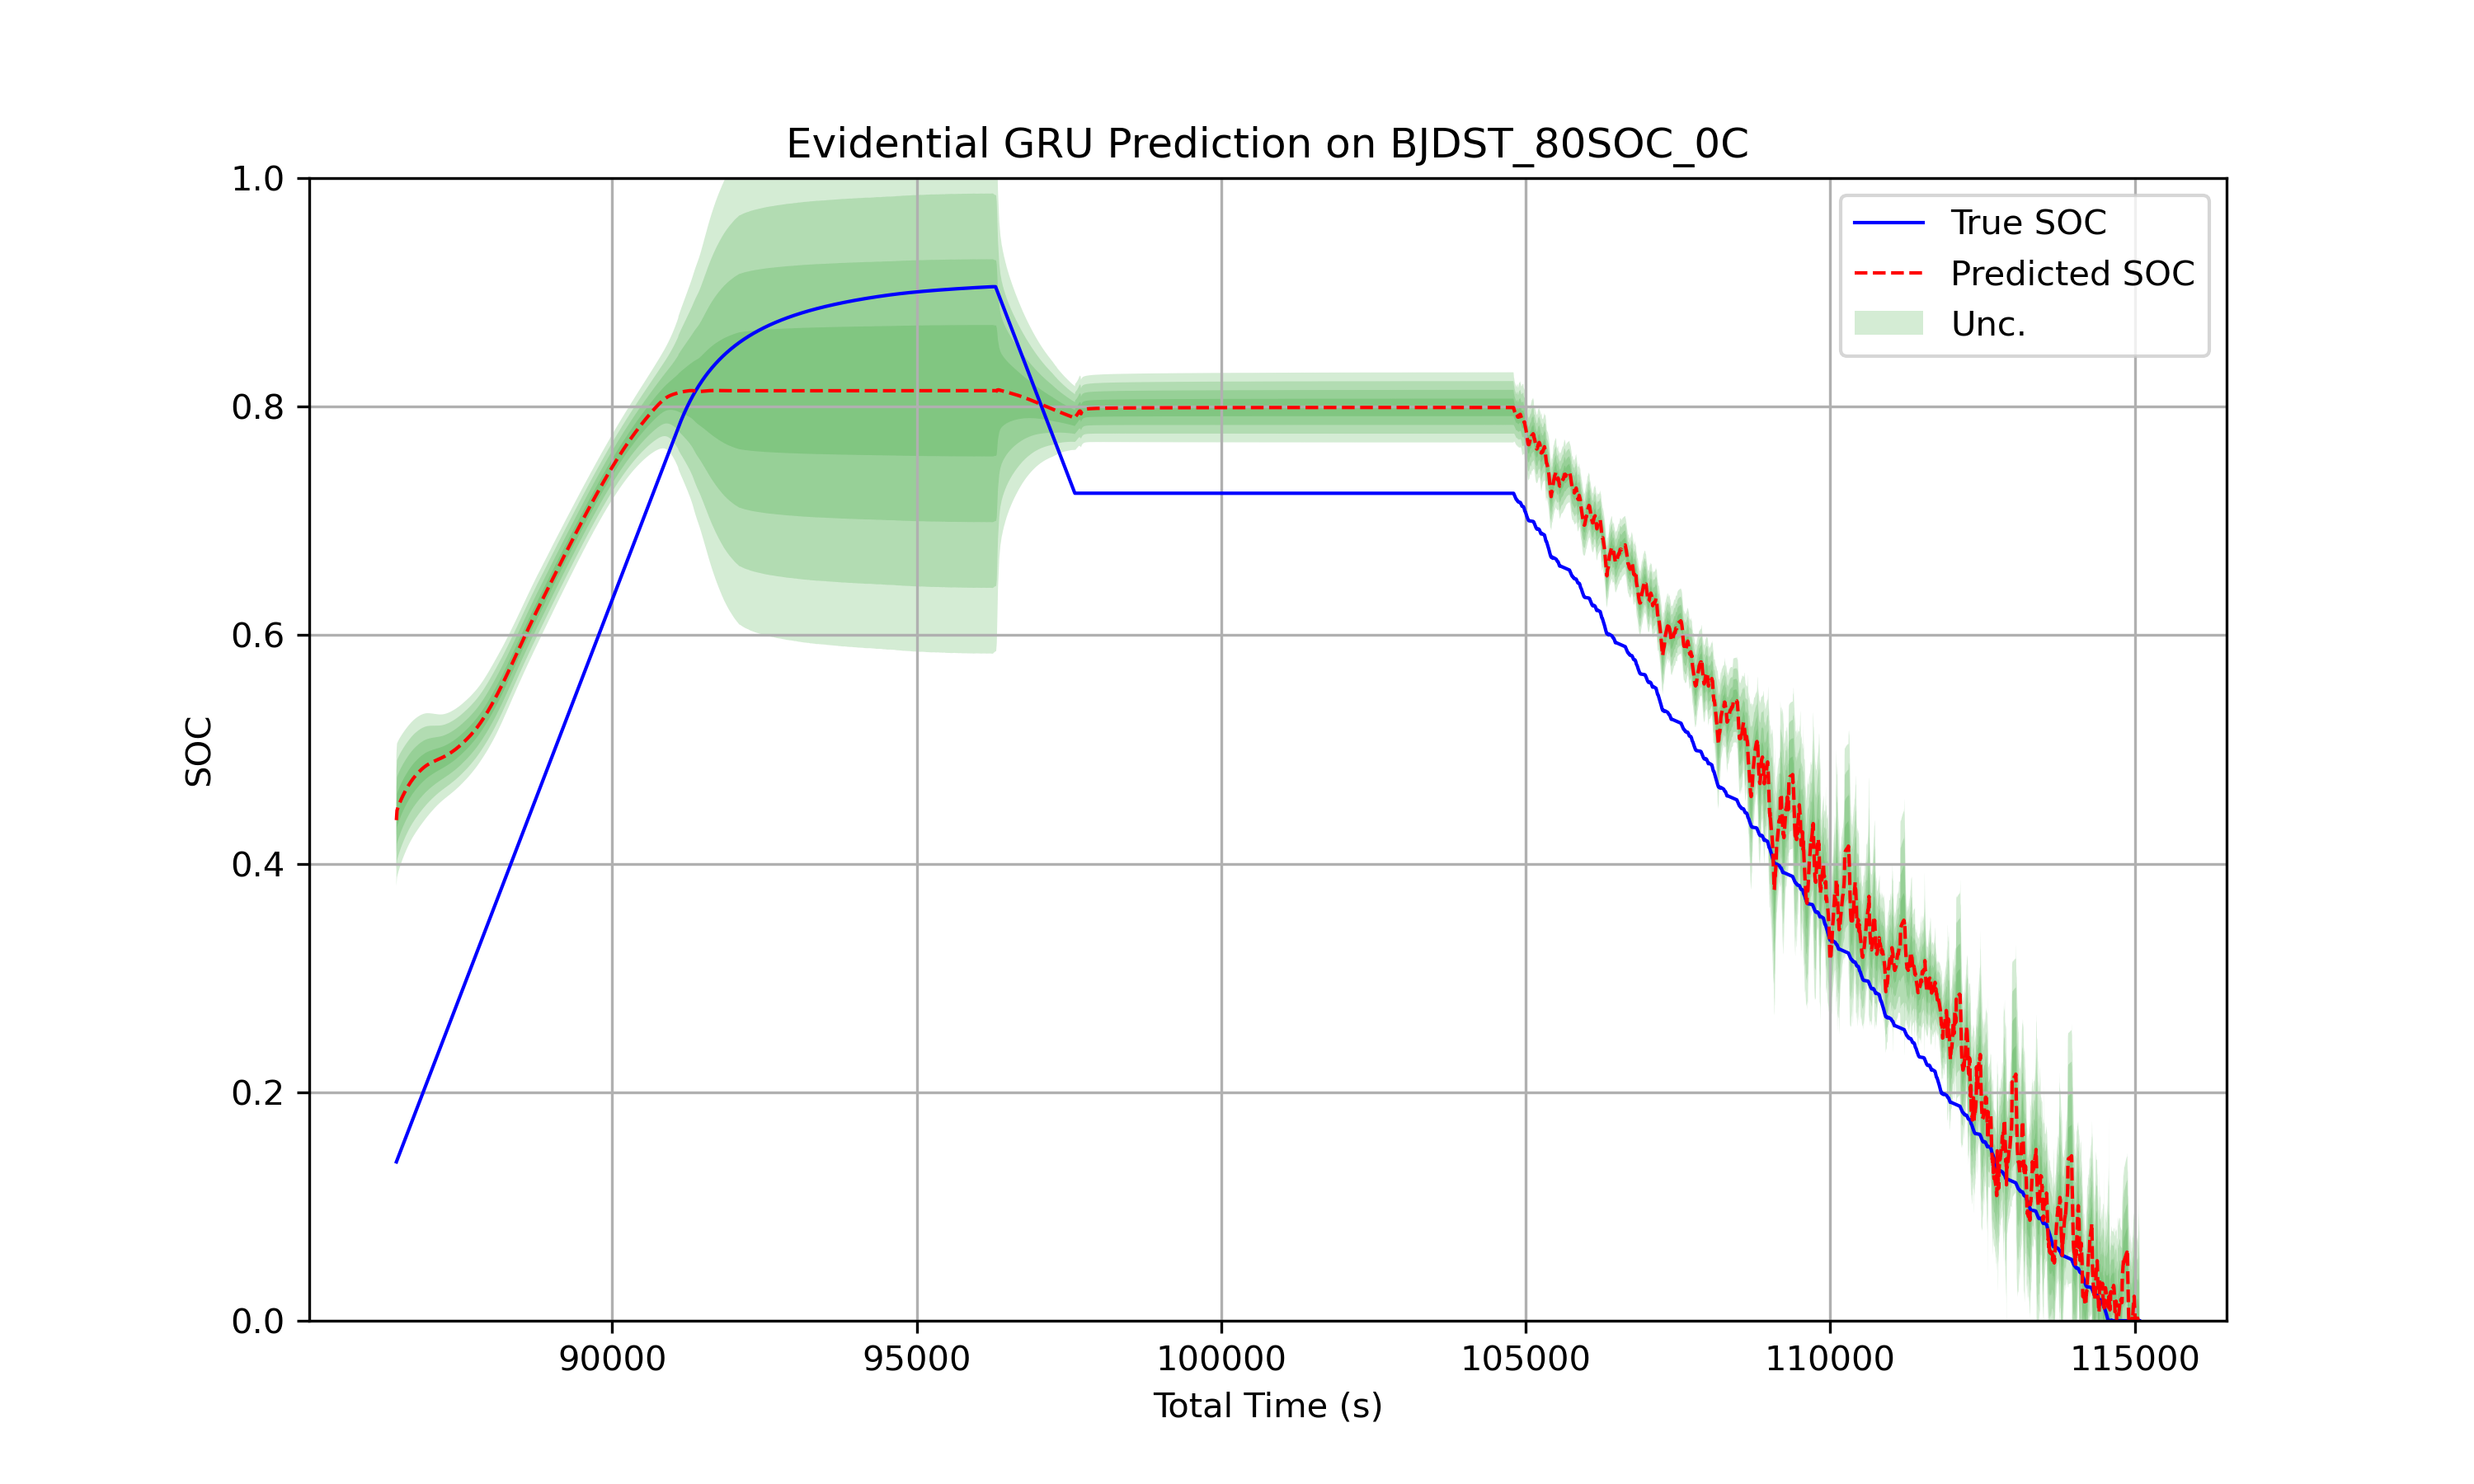 Evidential GRU Prediction on BJDST_80SOC_0C
True SOC
Predicted SOC
Unc.
1.0
0.8
0.6
0.4
0.2
0.0
SOC
90000 95000 100000 105000 110000 115000
Total Time (s)